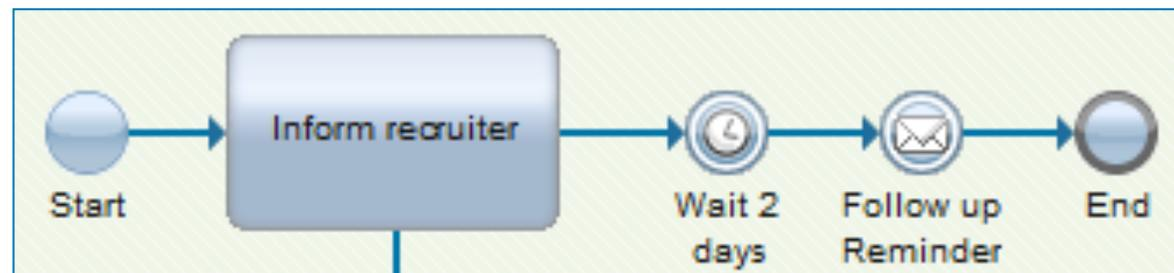 Inform recruiter
Start
Wait 2
days
Follow up
Reminder
End